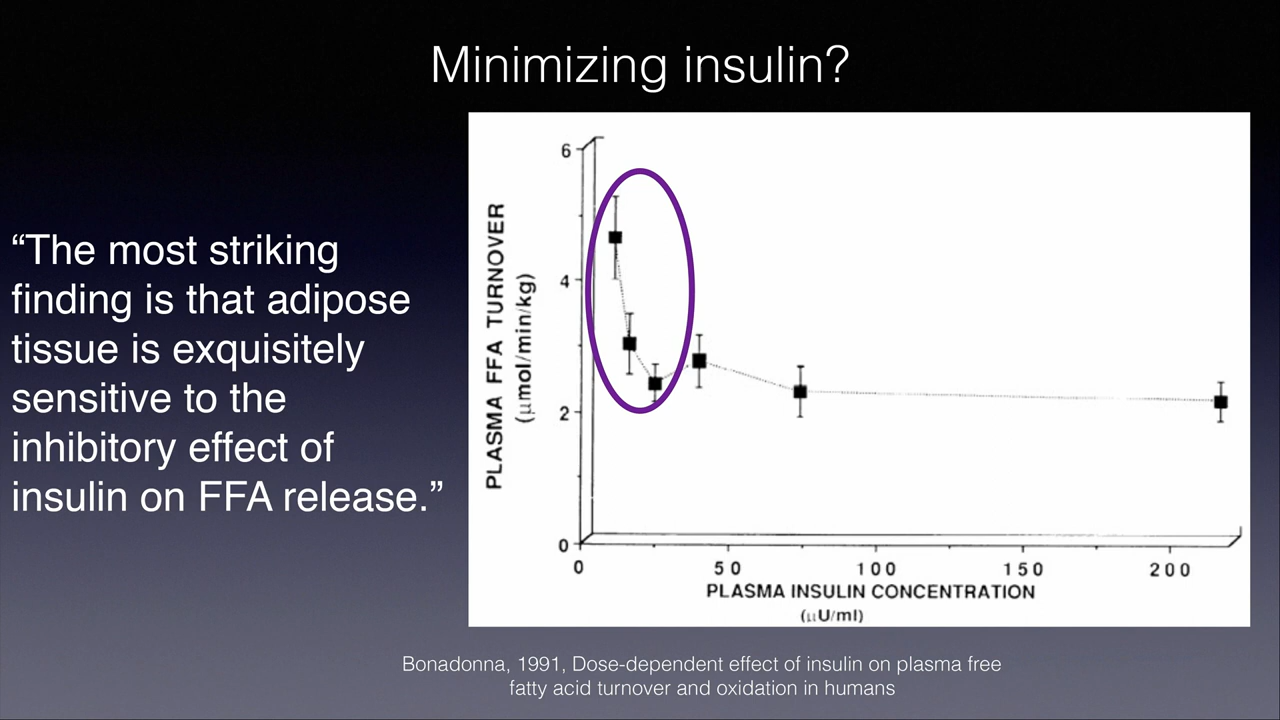 Minimizing insulin?
“The most striking
finding is that adipose
tissue is exquisitely
sensitive to the
inhibitory effect of
insulin on FFA release.”
PLASMA FFA TURNOVER
(μmol/min/kg)
6
4
2
0
0 50 100 150 200
PLASMA INSULIN CONCENTRATION
(μU/ml)
Bonadonna, 1991, Dose-dependent effect of insulin on plasma free
fatty acid turnover and oxidation in humans